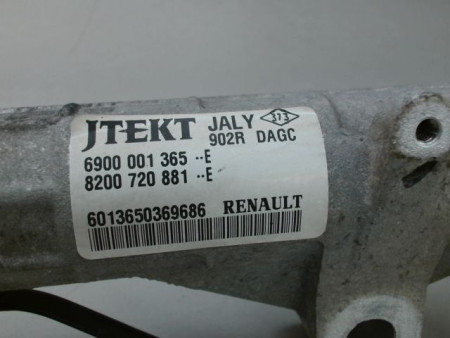 JTEKT JALY 373
902R DAGC
6900 001 365 --E
8200 720 881 --E
6013650369686 RENAULT